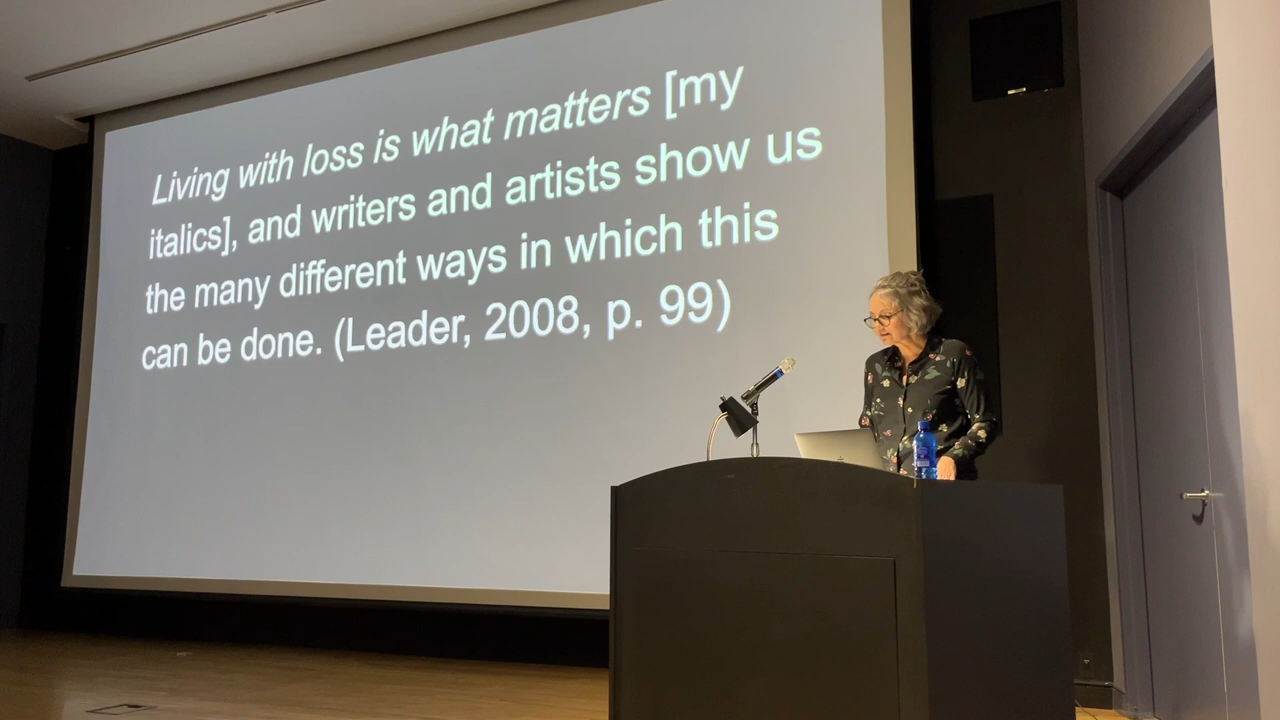 Living with loss is what matters [my
italics], and writers and artists show us
the many different ways in which this
can be done. (Leader, 2008, p. 99)